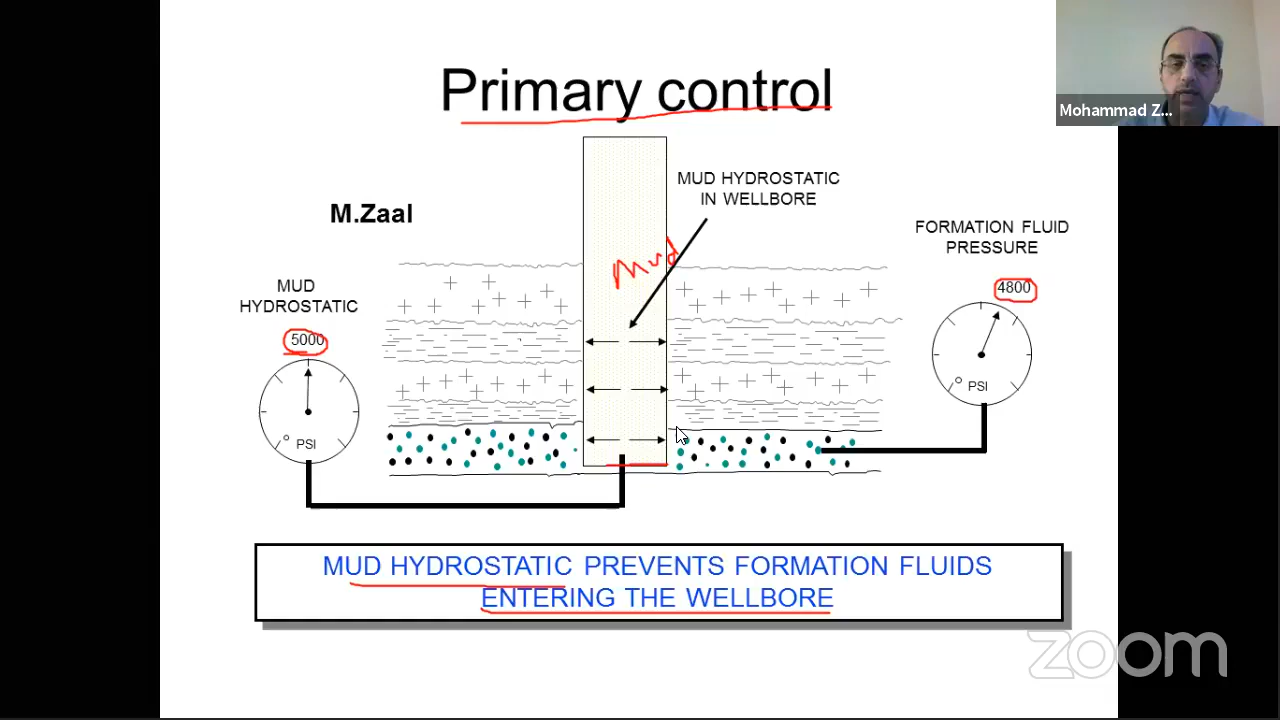 Primary control
Mohammad Z...
MUD HYDROSTATIC
IN WELLBORE
M.Zaal
FORMATION FLUID
PRESSURE
Mud
MUD
HYDROSTATIC
4800
5000
PSI
PSI
MUD HYDROSTATIC PREVENTS FORMATION FLUIDS
ENTERING THE WELLBORE
zoom